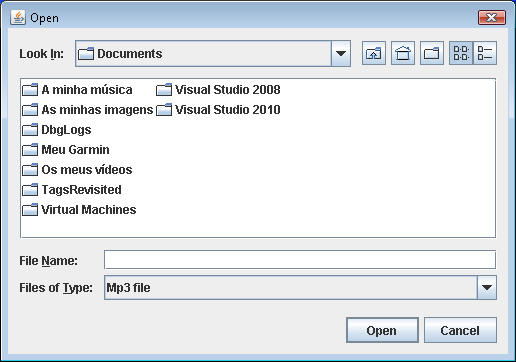 Open
Look In: Documents
A minha música
As minhas imagens
DbgLogs
Meu Garmin
Os meus vídeos
TagsRevisited
Virtual Machines
Visual Studio 2008
Visual Studio 2010
File Name:
Files of Type: Mp3 file
Open Cancel